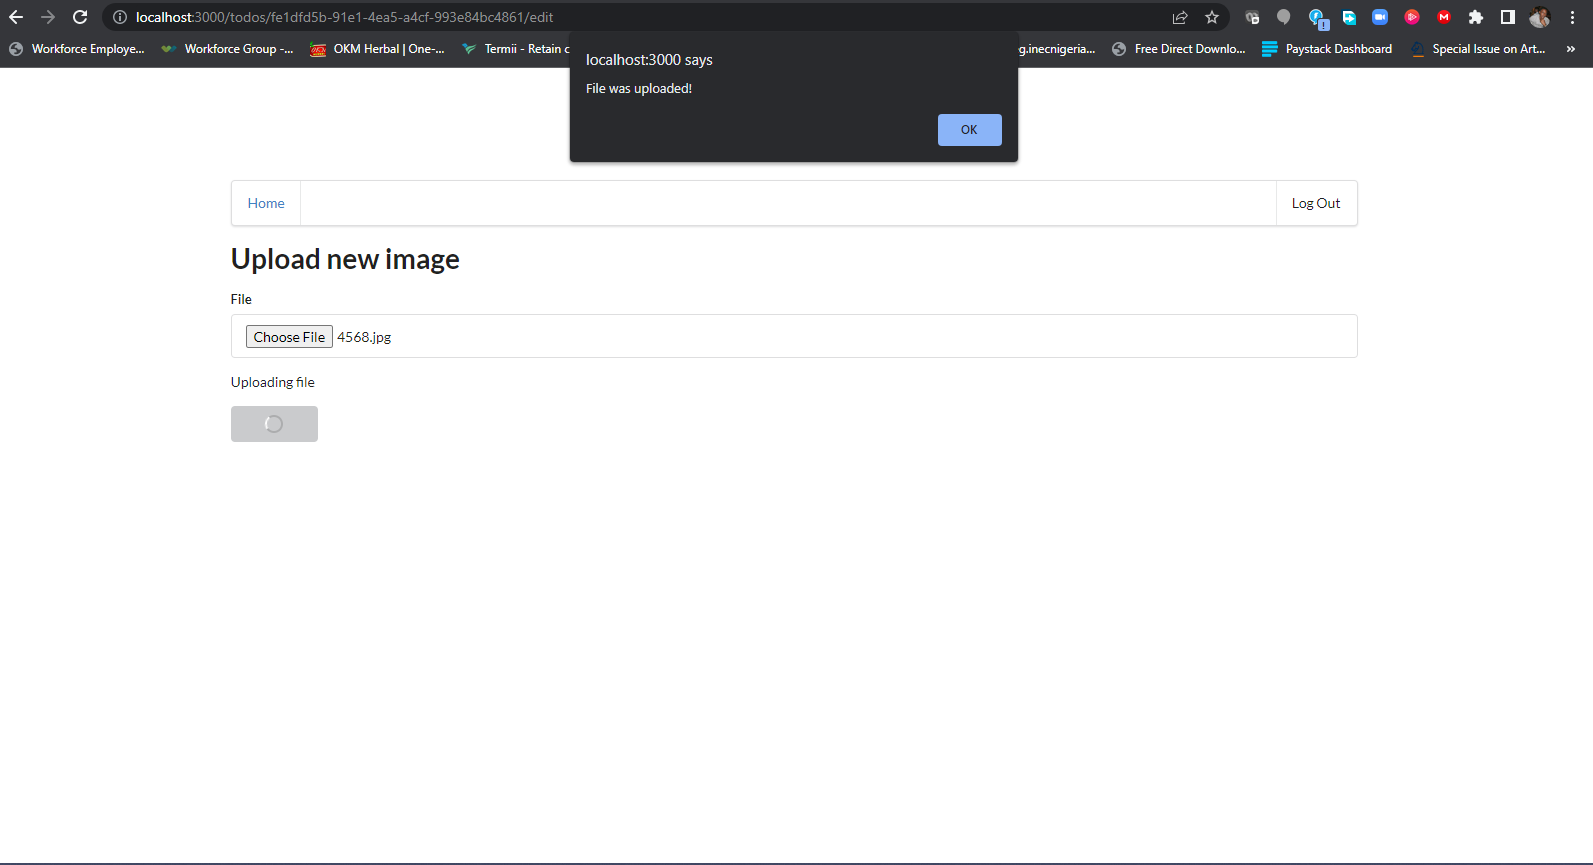 localhost:3000/todos/fe1dfd5b-91e1-4ea5-a4cf-993e84bc4861/edit
Workforce Employe... Workforce Group -... OKM Herbal | One-... Termii - Retain c eg.inecnigeria... Free Direct Downlo... Paystack Dashboard Special Issue on Art... »
localhost:3000 says
File was uploaded!
OK
Home Log Out
Upload new image
File
Choose File 4568.jpg
Uploading file